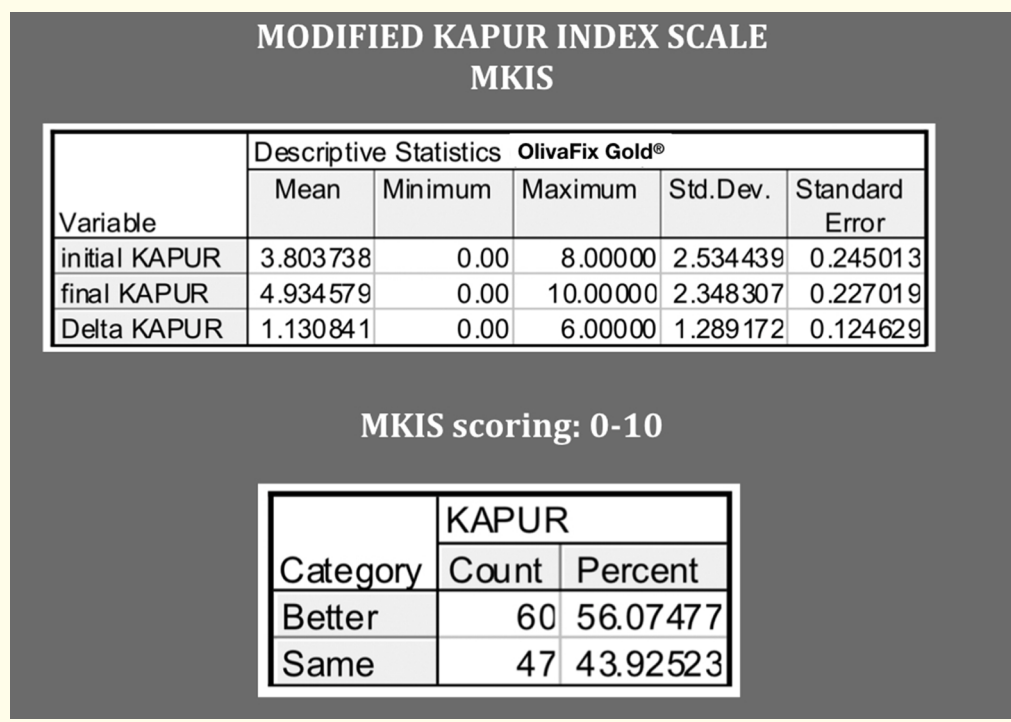 MODIFIED KAPUR INDEX SCALE
MKIS
Descriptive Statistics OlivaFix Gold®
Variable Mean Minimum Maximum Std.Dev. Standard Error
initial KAPUR 3.803738 0.00 8.00000 2.534439 0.245013
final KAPUR 4.934579 0.00 10.00000 2.348307 0.227019
Delta KAPUR 1.130841 0.00 6.00000 1.289172 0.124629
MKIS scoring: 0-10
KAPUR
Category Count Percent
Better 60 56.07477
Same 47 43.92523